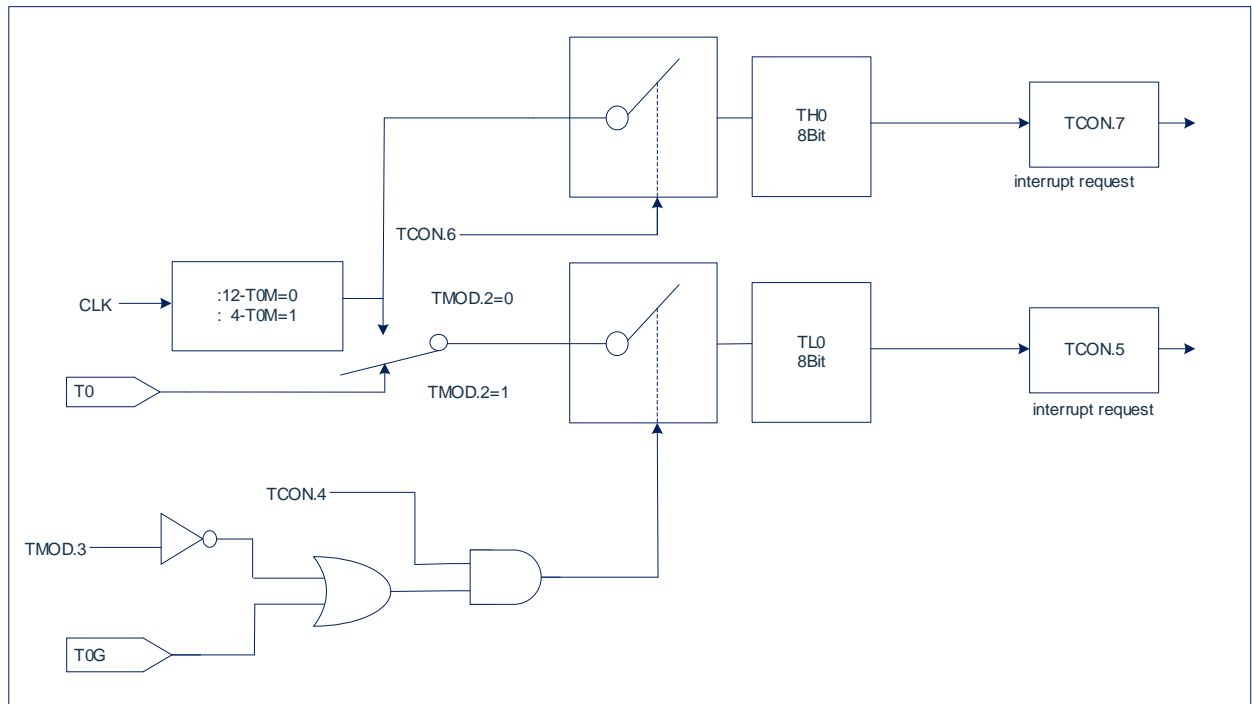 TH0
8Bit
TCON.7
interrupt request
TCON.6
CLK
:12-T0M=0
: 4-T0M=1
TMOD.2=0
TL0
8Bit
TCON.5
interrupt request
T0
TMOD.2=1
TCON.4
TMOD.3
T0G